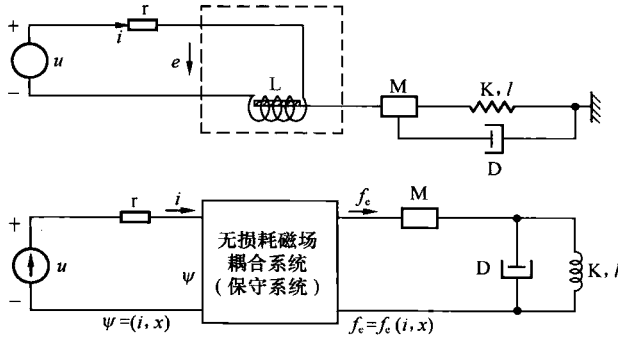 +
r
i
u
e
L
−
M
K, l
D
r
i
f_e
M
+
u
−
ψ
无损耗磁场
耦合系统
(保守系统)
D
K, l
ψ=(i, x)
f_e=f_e(i, x)